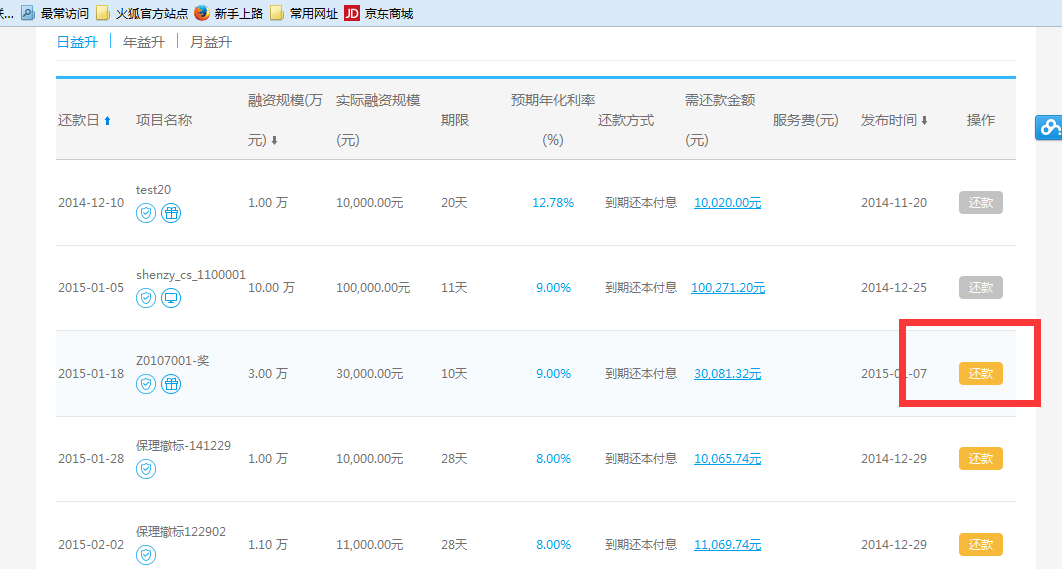 联... 最常访问 火狐官方站点 新手上路 常用网址 JD 京东商城
日益升 | 年益升 | 月益升
还款日 项目名称 融资规模(万元) 实际融资规模(元) 期限 预期年化利率(%) 还款方式 需还款金额(元) 服务费(元) 发布时间 操作
2014-12-10 test20 1.00 万 10,000.00元 20天 12.78% 到期还本付息 10,020.00元 2014-11-20 还款
2015-01-05 shenzy_cs_1100001 10.00 万 100,000.00元 11天 9.00% 到期还本付息 100,271.20元 2014-12-25 还款
2015-01-18 Z0107001-奖 3.00 万 30,000.00元 10天 9.00% 到期还本付息 30,081.32元 2015-01-07 还款
2015-01-28 保理撤标-141229 1.00 万 10,000.00元 28天 8.00% 到期还本付息 10,065.74元 2014-12-29 还款
2015-02-02 保理撤标122902 1.10 万 11,000.00元 28天 8.00% 到期还本付息 11,069.74元 2014-12-29 还款